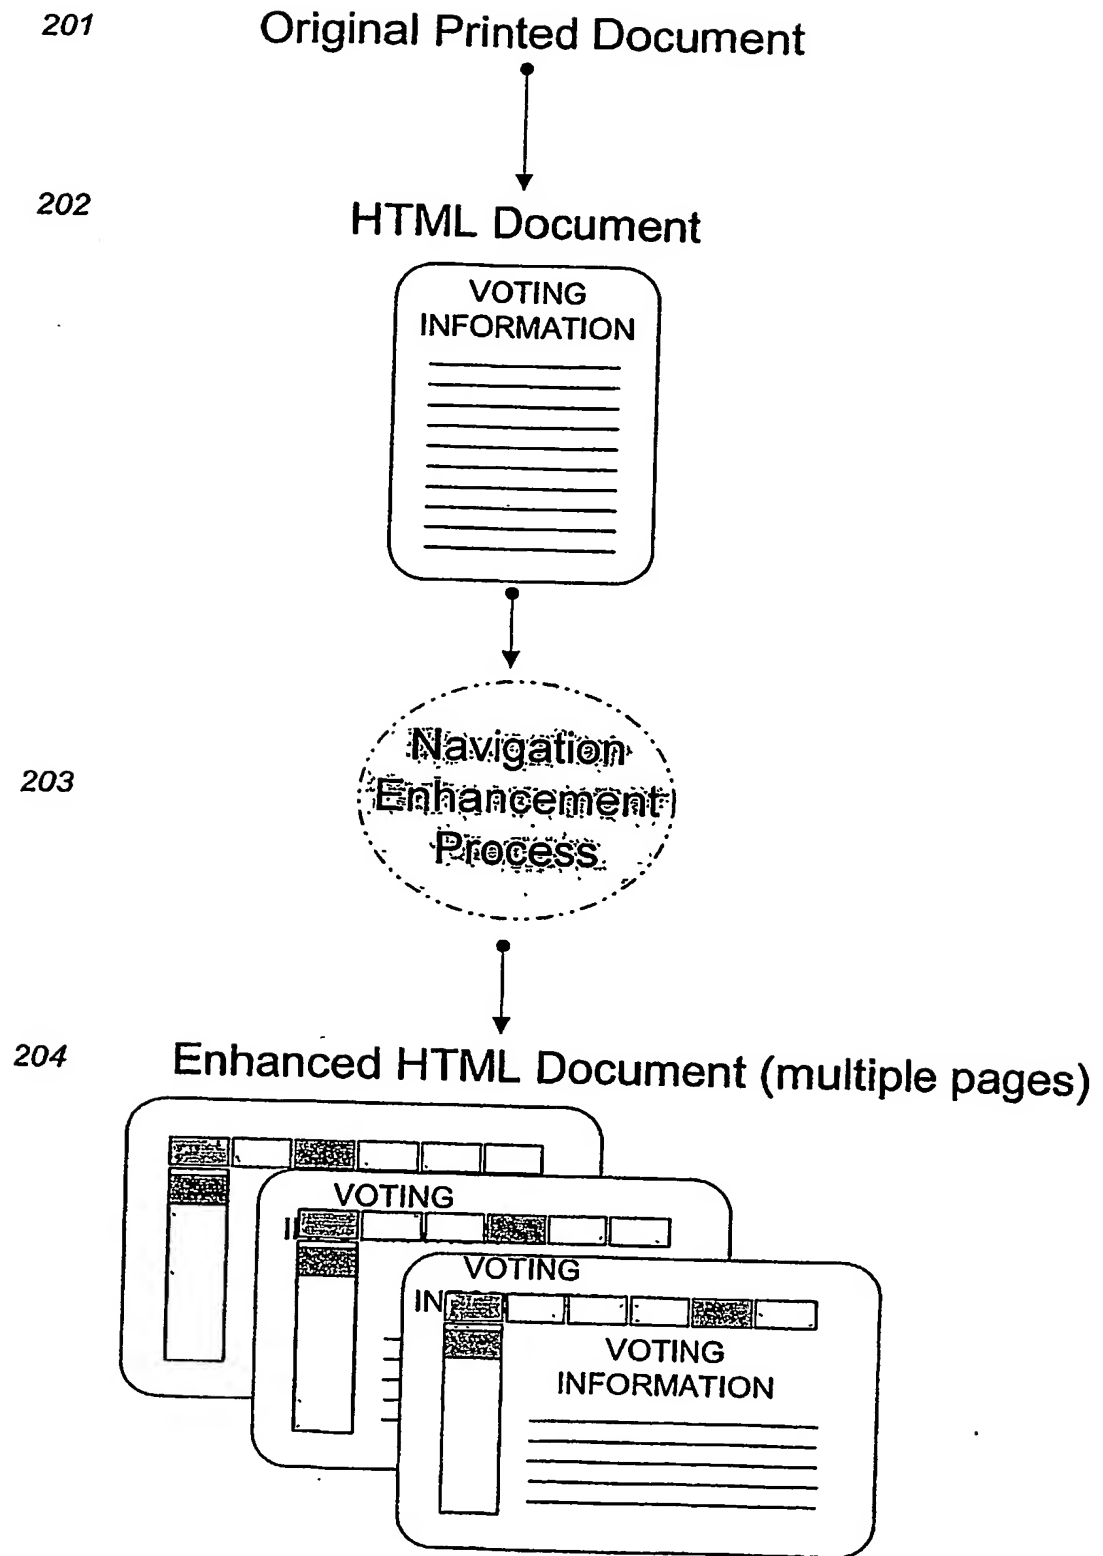 201
Original Printed Document
202
HTML Document
VOTING
INFORMATION
203
Navigation
Enhancement
Process
204
Enhanced HTML Document (multiple pages)
VOTING
VOTING
IN
VOTING
INFORMATION